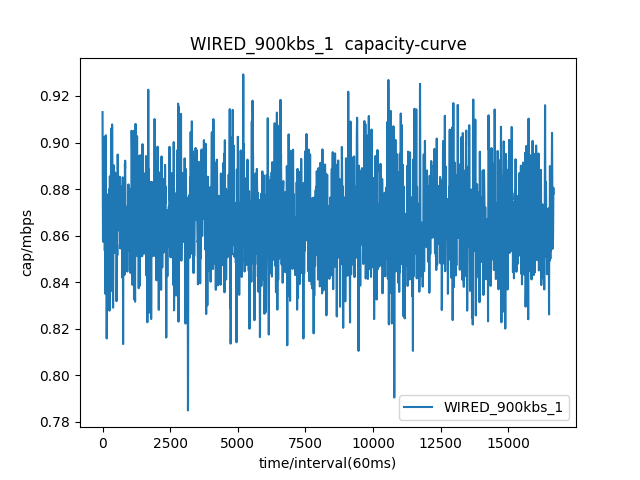 WIRED_900kbs_1 capacity-curve
cap/mbps
0.92
0.90
0.88
0.86
0.84
0.82
0.80
0.78
0 2500 5000 7500 10000 12500 15000
time/interval(60ms)
WIRED_900kbs_1